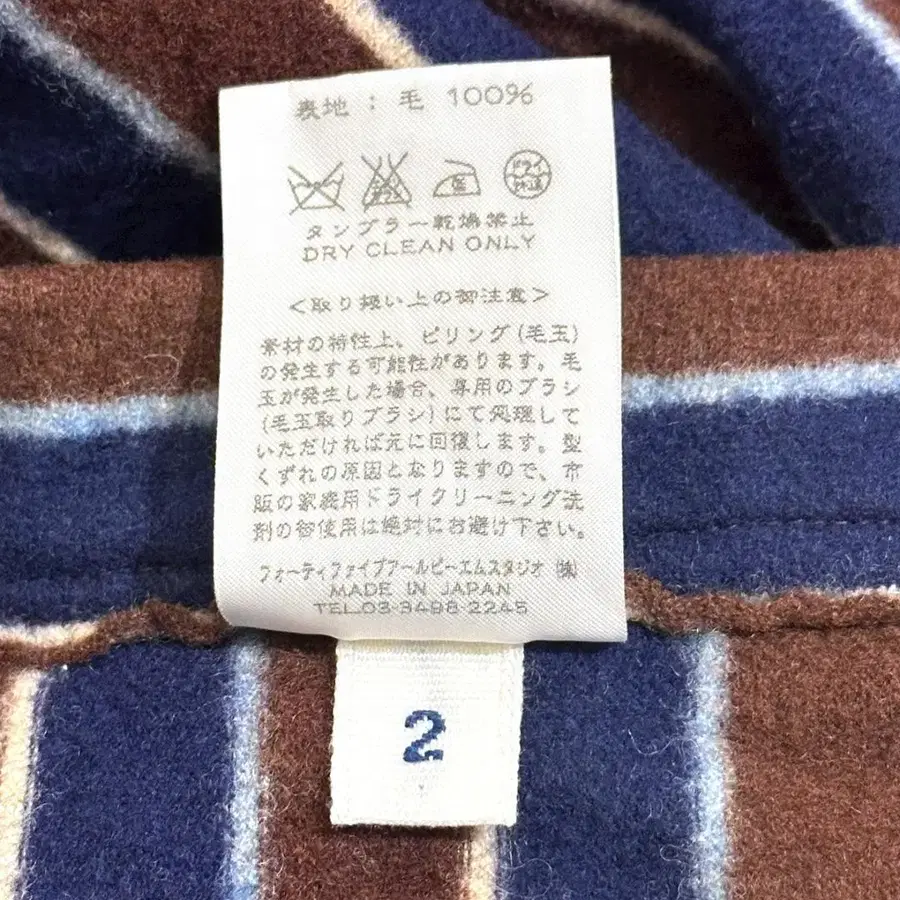 表地 : 毛 100%
ドライ
タンブラー乾燥禁止
DRY CLEAN ONLY
<取り扱い上の御注意>
素材の特性上、ピリング(毛玉)
の発生する可能性があります。毛
玉が発生した場合、専用のブラシ
(毛玉取りブラシ)にて処理して
いただければ元に回復します。型
くずれの原因となりますので、市
販の家庭用ドライクリーニング洗
剤の御使用は絶対にお避け下さい。
フォーティファイブアールピーエムスタジオ ㈱
MADE IN JAPAN
TEL.03-3498-2245
2